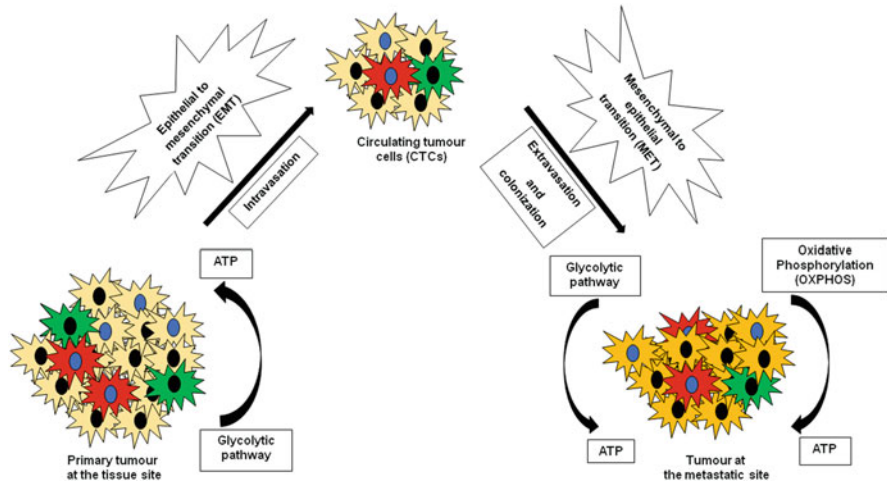 Epithelial to
mesenchymal
transition (EMT)
Intravasation
Circulating tumour
cells (CTCs)
Mesenchymal to
epithelial
transition (MET)
Extravasation
and
colonization
ATP
Glycolytic
pathway
Primary tumour
at the tissue site
Glycolytic
pathway
Oxidative
Phosphorylation
(OXPHOS)
ATP
ATP
Tumour at
the metastatic site